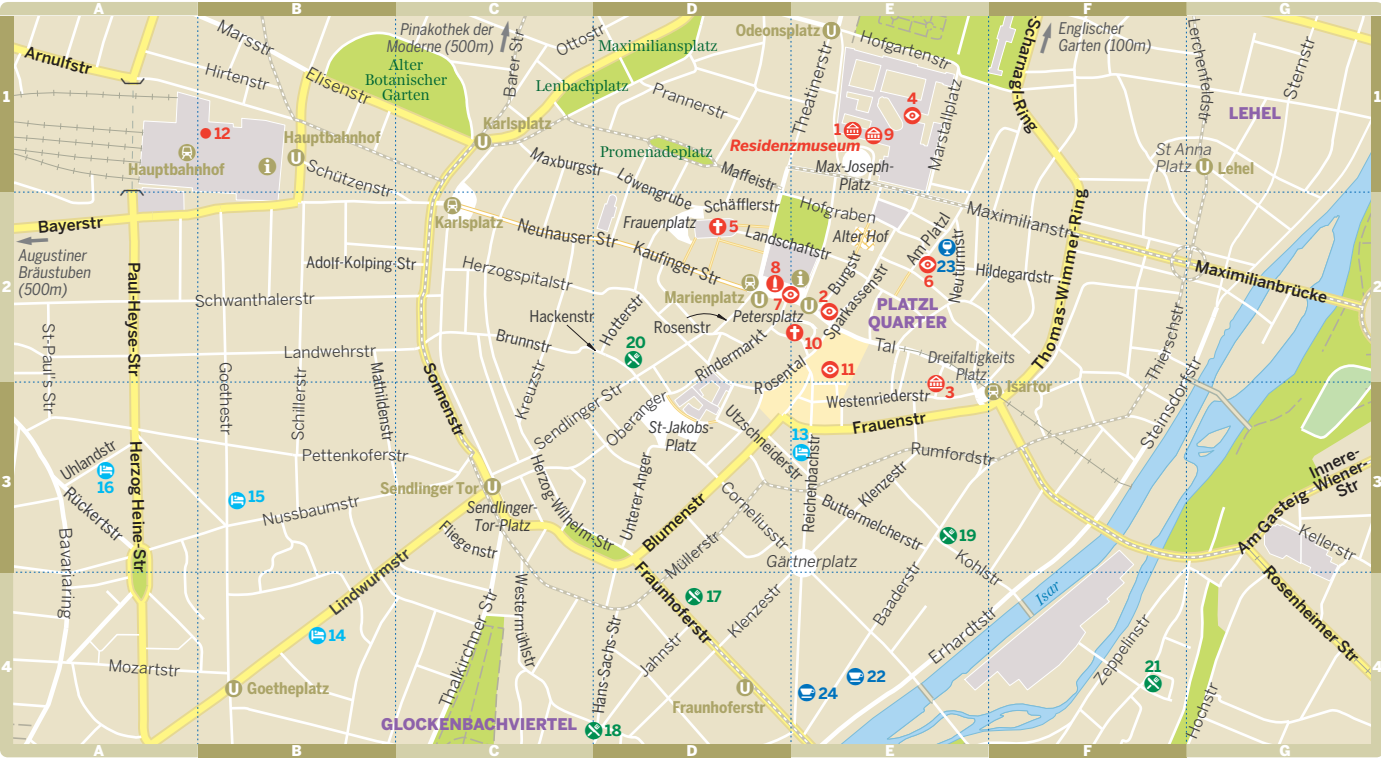 A
B
C
D
E
F
G
Marsstr
Pinakothek der
Moderne (500m)
Barer Str
Ottostr
Maximiliansplatz
Odeonsplatz
U
Theatinerstr
Hofgartenstr
Scharnagl-Ring
Englischer
Garten (100m)
Lerchenfeldstr
Sternstr
Arnulfstr
Hirtenstr
Elisenstr
Alter
Botanischer
Garten
Lenbachplatz
Prannerstr
1
4
1
LEHEL
12
Hauptbahnhof
U
Hauptbahnhof
i
Schützenstr
Karlsplatz
U
Maxburgstr
Promenadeplatz
1
9
Residenzmuseum
Max-Joseph-
Platz
Marstallplatz
St Anna
Platz
U
Lehel
Löwengrube
Maffeistr
Schäfflerstr
Bayerstr
Augustiner
Bräustuben
(500m)
Karlsplatz
Neuhauser Str
Frauenplatz
5
Hofgraben
Landschaftstr
Alter Hof
Am Platzl
Maximilianstr
Adolf-Kolping-Str
Herzogspitalstr
Kaufinger Str
23
6
Neuturmstr
Hildegardstr
Thomas-Wimmer-Ring
Maximilianbrücke
2
Paul-Heyse-Str
Schwanthalerstr
Marienplatz
U
8
i
7
U
2
Burgstr
Sparkassenstr
PLATZL
QUARTER
2
Hackenstr
Hotterstr
Rosenstr
Petersplatz
10
Tal
Brunnstr
20
Rindermarkt
Rosental
11
Dreifaltigkeits
Platz
Thierschstr
St-Paul's Str
Goethestr
Landwehrstr
Schillerstr
Mathildenstr
Sonnenstr
Kreuzstr
Sendlinger Str
Oberanger
St-Jakobs-
Platz
Utzschneiderstr
Westenriederstr
3
Isartor
Frauenstr
Steinsdorfstr
Uhlandstr
16
Rückertstr
Herzog Heine-Str
Pettenkoferstr
15
Nussbaumstr
Sendlinger Tor
U
Sendlinger-
Tor-Platz
Herzog-Wilhelm-Str
Unterer Anger
Blumenstr
13
Reichenbachstr
Rumfordstr
Klenzestr
Innere-
Wiener-
Str
3
3
Bavariaring
Fliegenstr
Müllerstr
Corneliusstr
Buttermelcherstr
19
Kohlstr
Gärtnerplatz
Am Gasteig
Kellerstr
Lindwurmstr
Westermühlstr
Fraunhoferstr
17
Klenzestr
Baaderstr
Isar
Rosenheimer Str
14
Thalkirchner Str
Hans-Sachs-Str
Jahnstr
Erhardtstr
Zeppelinstr
21
4
Mozartstr
U
Goetheplatz
U
Fraunhoferstr
24
22
4
GLOCKENBACHVIERTEL
18
Hochstr
A
B
C
D
E
F
G